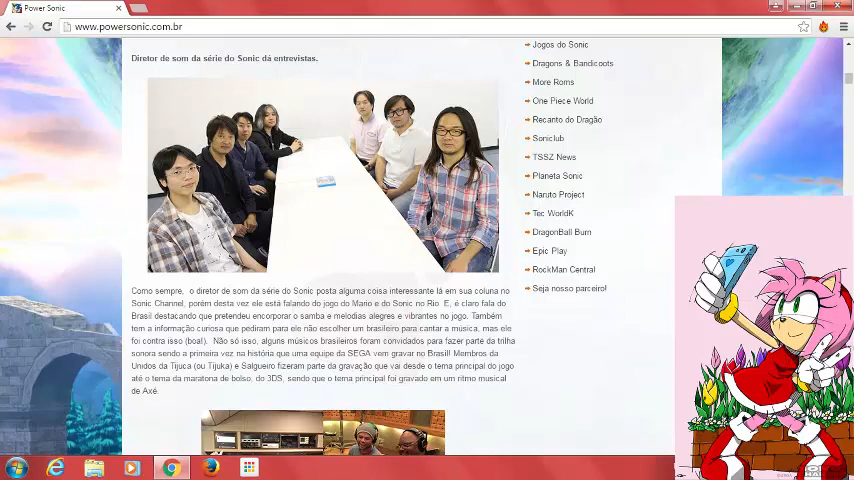 Power Sonic
www.powersonic.com.br
Diretor de som da série do Sonic dá entrevistas.
Como sempre, o diretor de som da série do Sonic posta alguma coisa interessante lá em sua coluna no
Sonic Channel, porém desta vez ele está falando do jogo do Mario e do Sonic no Rio. E, é claro fala do
Brasil destacando que pretendeu encorporar o samba e melodias alegres e vibrantes no jogo. Também
tem a informação curiosa que pediram para ele não escolher um brasileiro para cantar a música, mas ele
foi contra isso (boa!). Não só isso, alguns músicos brasileiros foram convidados para fazer parte da trilha
sonora sendo a primeira vez na história que uma equipe da SEGA vem gravar no Brasil! Membros da
Unidos da Tijuca (ou Tijuka) e Salgueiro fizeram parte da gravação que vai desde o tema principal do jogo
até o tema da maratona de bolso, do 3DS, sendo que o tema principal foi gravado em um ritmo musical
de Axé.
Jogos do Sonic
Dragons & Bandicoots
More Roms
One Piece World
Recanto do Dragão
Soniclub
TSSZ News
Planeta Sonic
Naruto Project
Tec WorldK
DragonBall Burn
Epic Play
RockMan Central
Seja nosso parceiro!